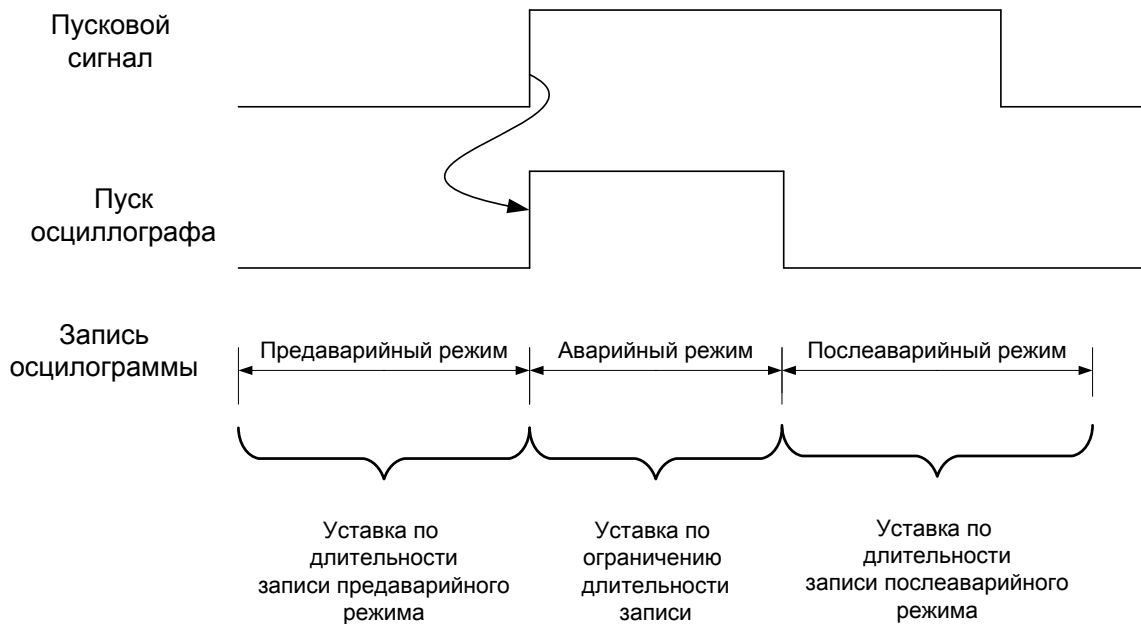 Пусковой
сигнал
Пуск
осциллографа
Запись
осцилограммы
Предаварийный режим
Аварийный режим
Послеаварийный режим
Уставка по
длительности
записи предаварийного
режима
Уставка по
ограничению
длительности
записи
Уставка по
длительности
записи послеаварийного
режима